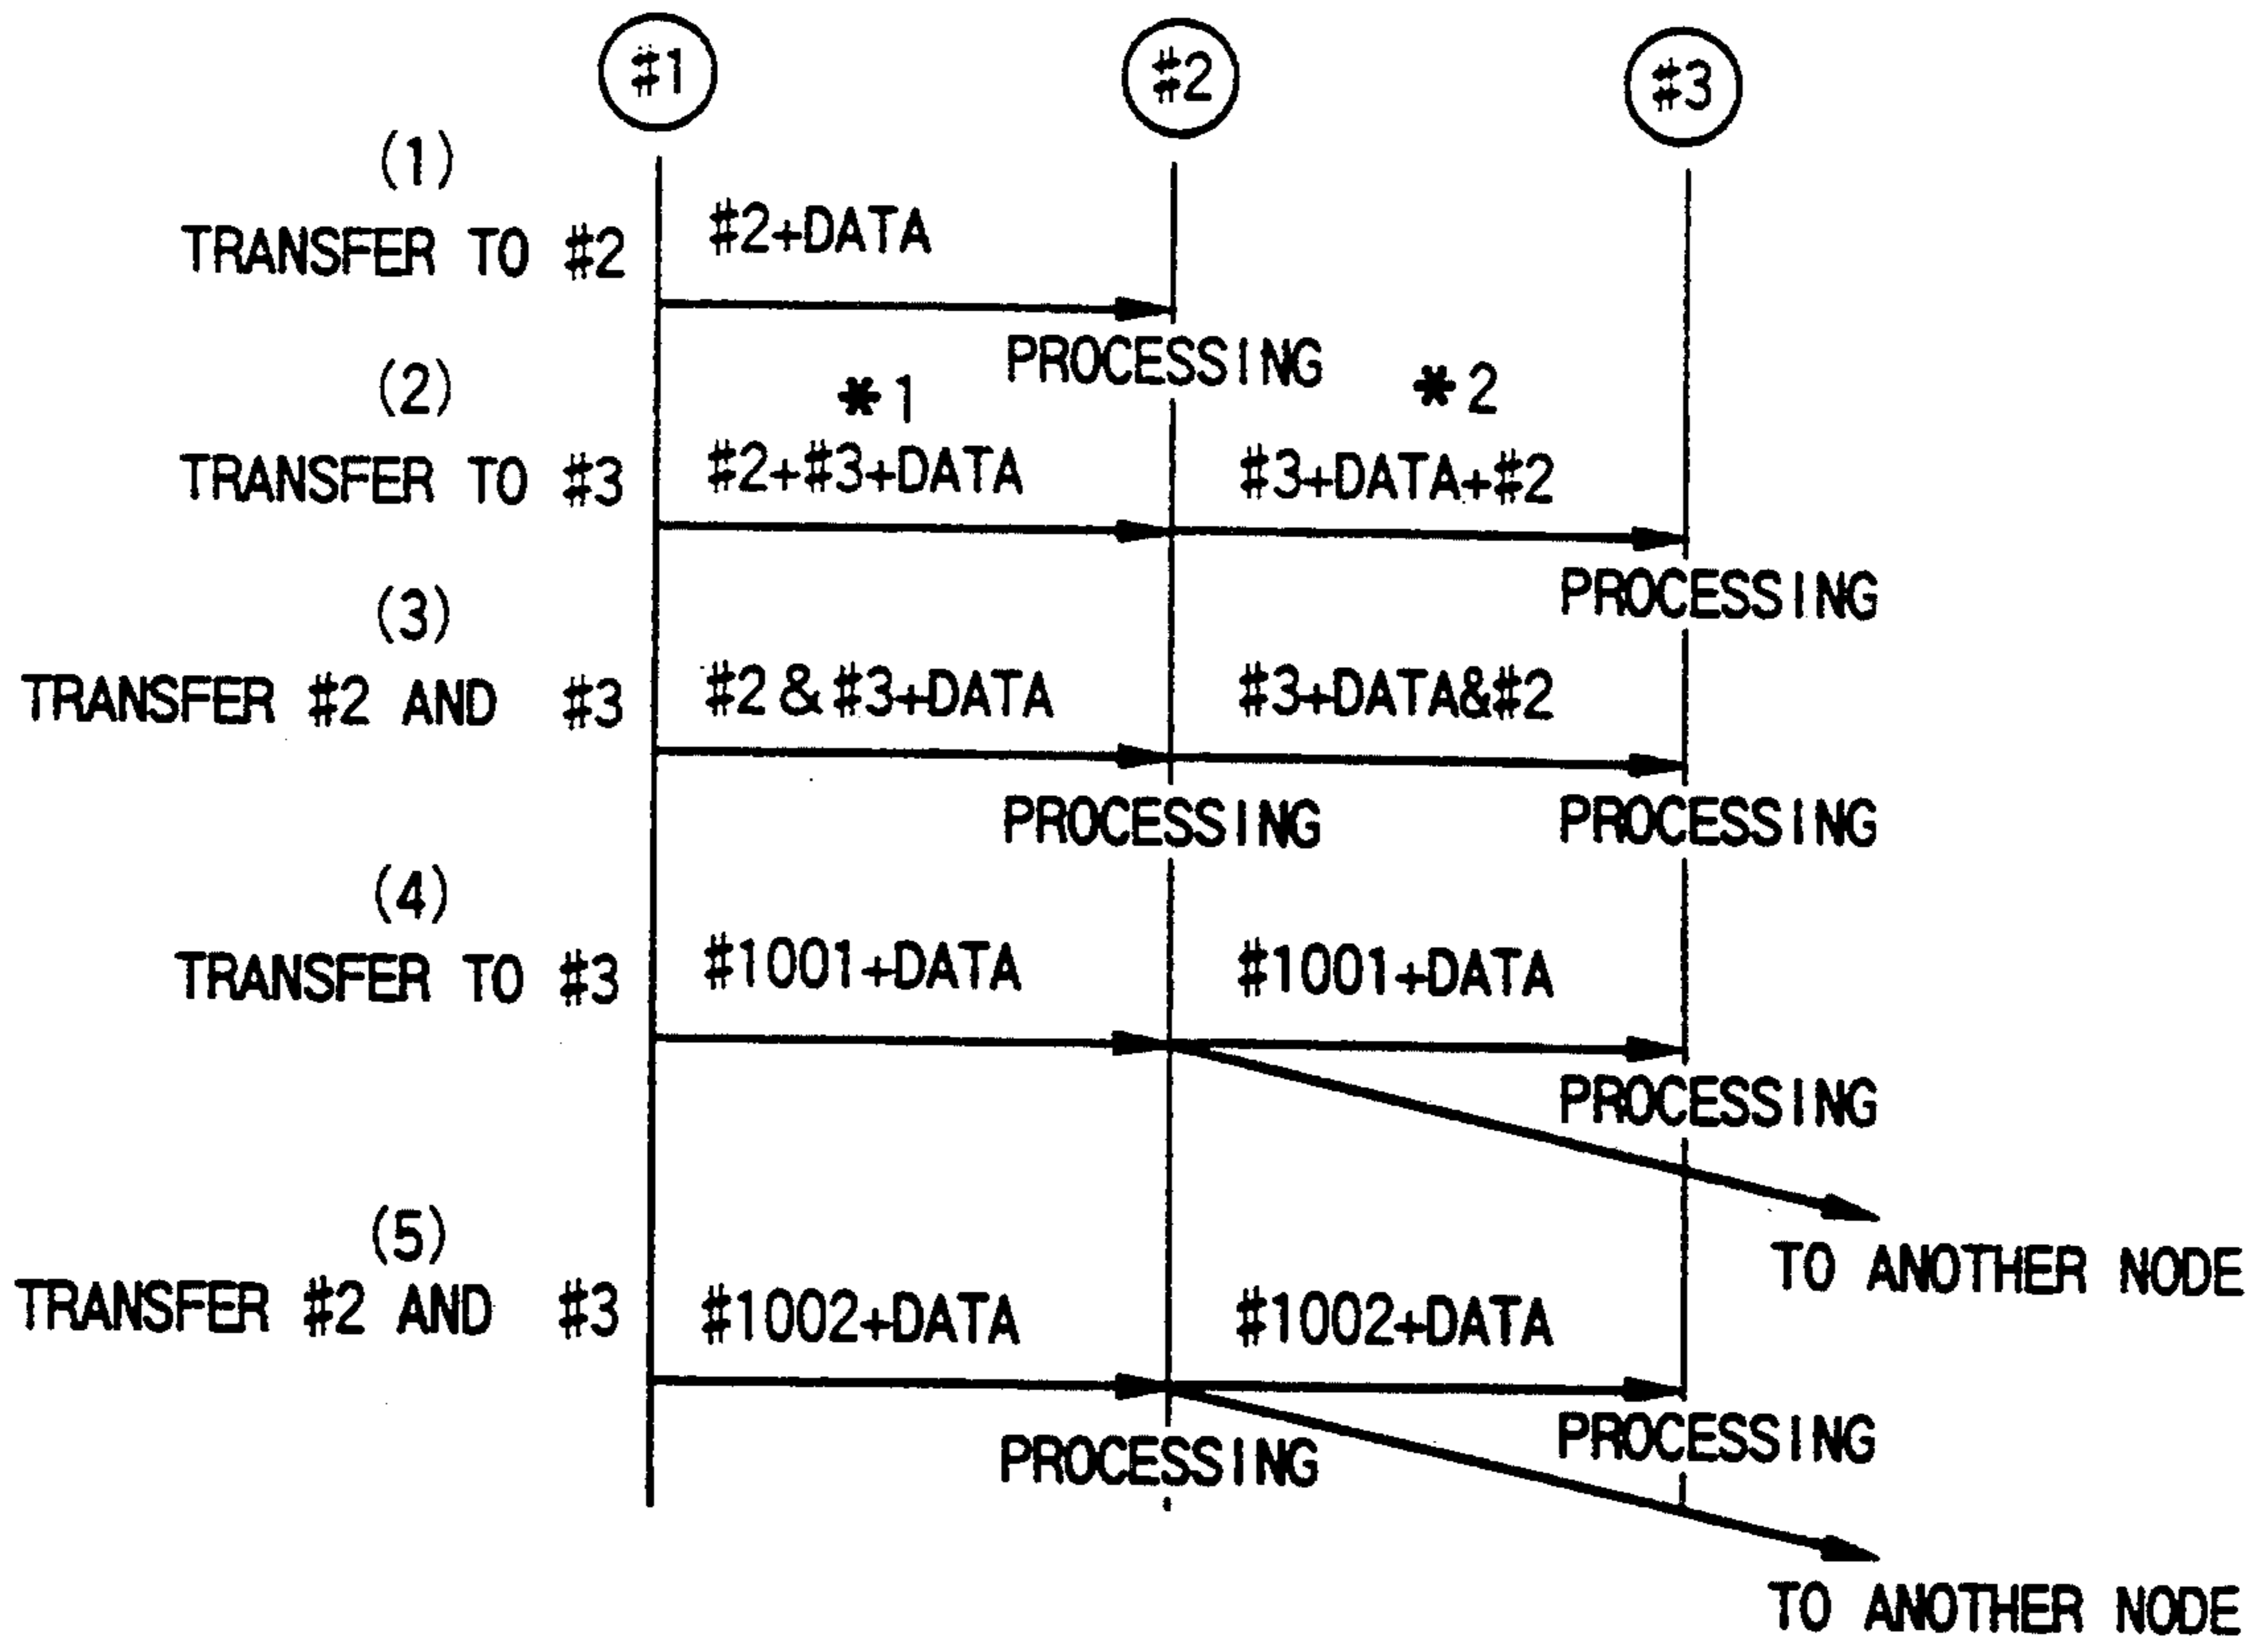 #1 #2 #3
(1)
TRANSFER TO #2 #2+DATA
PROCESSING
(2) *1 *2
TRANSFER TO #3 #2+#3+DATA #3+DATA+#2
PROCESSING
(3)
TRANSFER #2 AND #3 #2&#3+DATA #3+DATA&#2
PROCESSING PROCESSING
(4)
TRANSFER TO #3 #1001+DATA #1001+DATA
PROCESSING
(5)
TO ANOTHER NODE
TRANSFER #2 AND #3 #1002+DATA #1002+DATA
PROCESSING PROCESSING
TO ANOTHER NODE